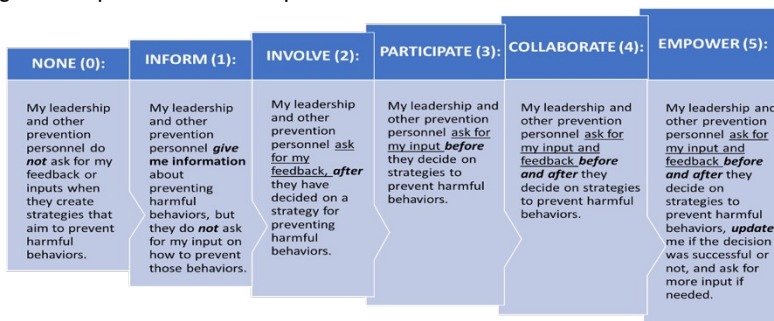 NONE (0):
My leadership
and other
prevention
personnel do
not ask for my
feedback or
inputs when
they create
strategies that
aim to prevent
harmful
behaviors.
INFORM (1):
My leadership
and other
prevention
personnel give
me information
about
preventing
harmful
behaviors, but
they do not ask
for my input on
how to prevent
those behaviors.
INVOLVE (2):
My leadership
and other
prevention
personnel ask
for my
feedback, after
they have
decided on a
strategy for
preventing
harmful
behaviors.
PARTICIPATE (3):
My leadership and
other prevention
personnel ask for
my input before
they decide on
strategies to
prevent harmful
behaviors.
COLLABORATE (4):
My leadership and
other prevention
personnel ask for
my input and
feedback before
and after they
decide on strategies
to prevent harmful
behaviors.
EMPOWER (5):
My leadership and
other prevention
personnel ask for
my input and
feedback before
and after they
decide on
strategies to
prevent harmful
behaviors, update
me if the decision
was successful or
not, and ask for
more input if
needed.